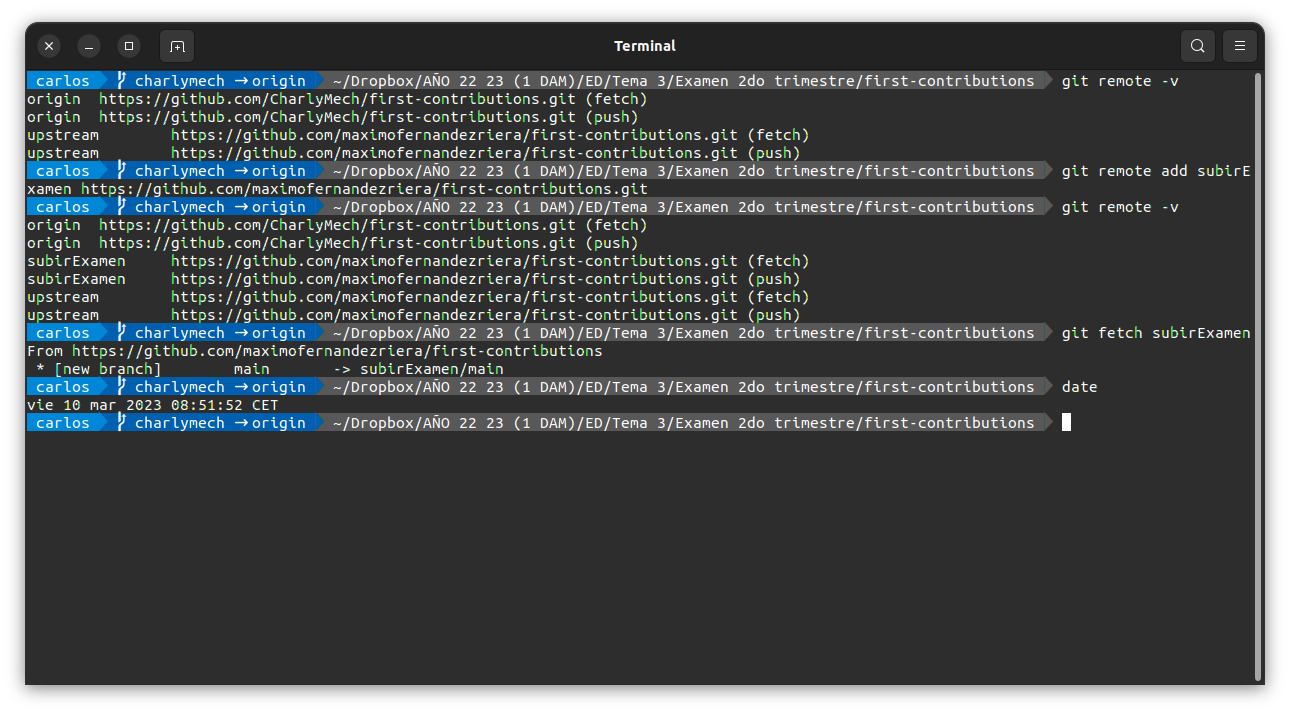 Terminal
carlos charlymech →origin ~/Dropbox/AÑO 22 23 (1 DAM)/ED/Tema 3/Examen 2do trimestre/first-contributions git remote -v
origin  https://github.com/CharlyMech/first-contributions.git (fetch)
origin  https://github.com/CharlyMech/first-contributions.git (push)
upstream        https://github.com/maximofernandezriera/first-contributions.git (fetch)
upstream        https://github.com/maximofernandezriera/first-contributions.git (push)
carlos charlymech →origin ~/Dropbox/AÑO 22 23 (1 DAM)/ED/Tema 3/Examen 2do trimestre/first-contributions git remote add subirE
xamen https://github.com/maximofernandezriera/first-contributions.git
carlos charlymech →origin ~/Dropbox/AÑO 22 23 (1 DAM)/ED/Tema 3/Examen 2do trimestre/first-contributions git remote -v
origin  https://github.com/CharlyMech/first-contributions.git (fetch)
origin  https://github.com/CharlyMech/first-contributions.git (push)
subirExamen     https://github.com/maximofernandezriera/first-contributions.git (fetch)
subirExamen     https://github.com/maximofernandezriera/first-contributions.git (push)
upstream        https://github.com/maximofernandezriera/first-contributions.git (fetch)
upstream        https://github.com/maximofernandezriera/first-contributions.git (push)
carlos charlymech →origin ~/Dropbox/AÑO 22 23 (1 DAM)/ED/Tema 3/Examen 2do trimestre/first-contributions git fetch subirExamen
From https://github.com/maximofernandezriera/first-contributions
 * [new branch]        main       -> subirExamen/main
carlos charlymech →origin ~/Dropbox/AÑO 22 23 (1 DAM)/ED/Tema 3/Examen 2do trimestre/first-contributions date
vie 10 mar 2023 08:51:52 CET
carlos charlymech →origin ~/Dropbox/AÑO 22 23 (1 DAM)/ED/Tema 3/Examen 2do trimestre/first-contributions